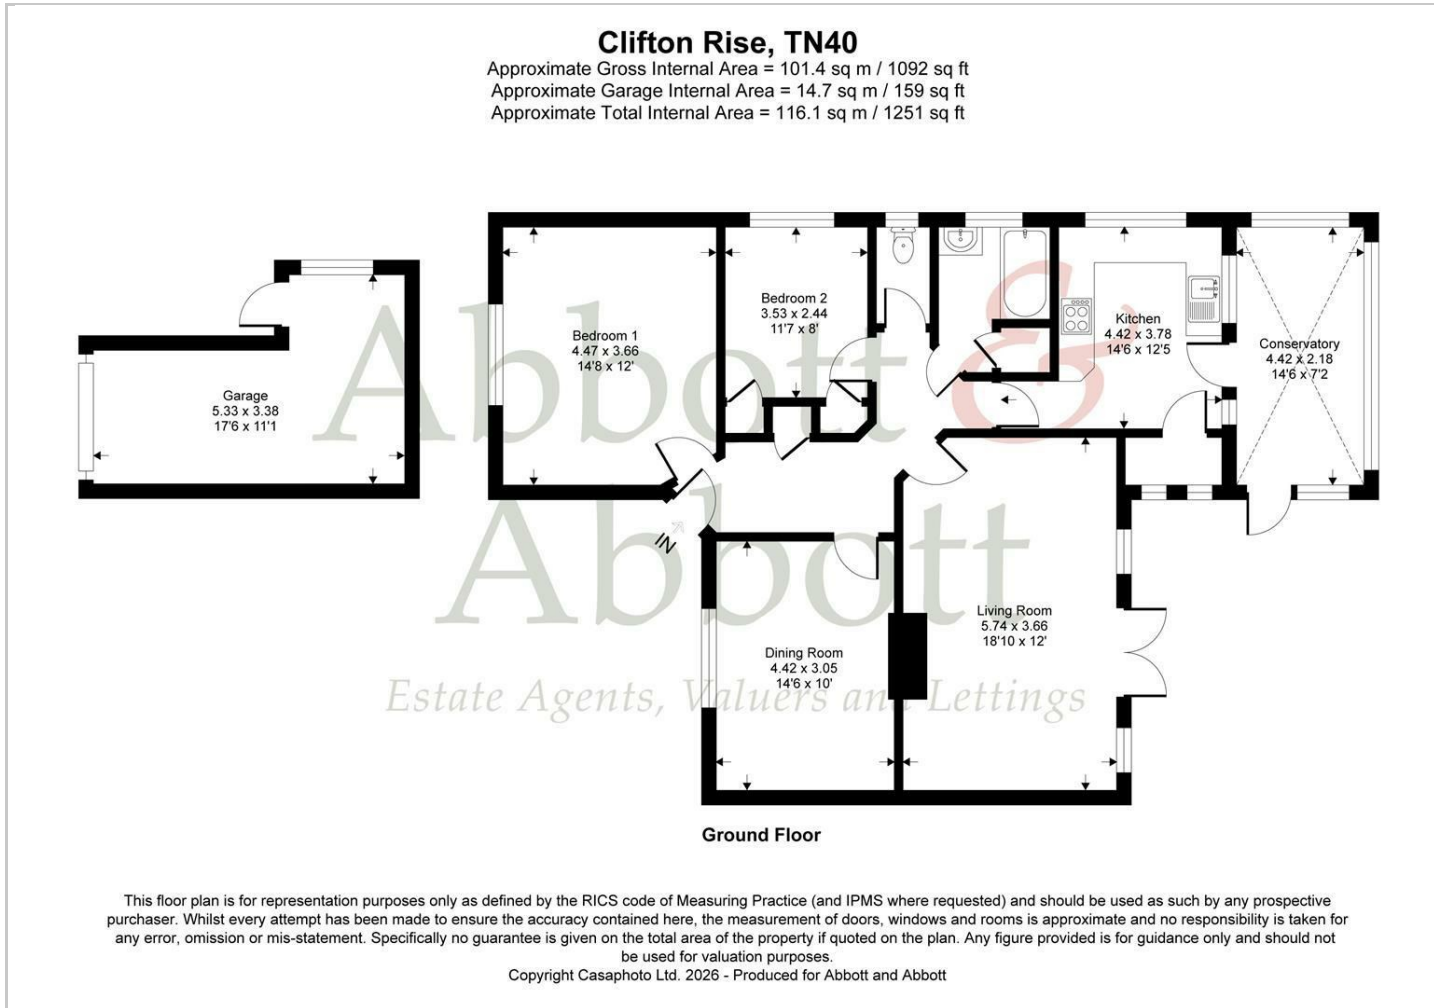 Clifton Rise, TN40
Approximate Gross Internal Area = 101.4 sq m / 1092 sq ft
Approximate Garage Internal Area = 14.7 sq m / 159 sq ft
Approximate Total Internal Area = 116.1 sq m / 1251 sq ft
Abbott &
Abbott
Estate Agents, Valuers and Lettings
Bedroom 1
4.47 x 3.66
14'8 x 12'
Bedroom 2
3.53 x 2.44
11'7 x 8'
Kitchen
4.42 x 3.78
14'6 x 12'5
Conservatory
4.42 x 2.18
14'6 x 7'2
Garage
5.33 x 3.38
17'6 x 11'1
IN
Living Room
5.74 x 3.66
18'10 x 12'
Dining Room
4.42 x 3.05
14'6 x 10'
Ground Floor
This floor plan is for representation purposes only as defined by the RICS code of Measuring Practice (and IPMS where requested) and should be used as such by any prospective
purchaser. Whilst every attempt has been made to ensure the accuracy contained here, the measurement of doors, windows and rooms is approximate and no responsibility is taken for
any error, omission or mis-statement. Specifically no guarantee is given on the total area of the property if quoted on the plan. Any figure provided is for guidance only and should not
be used for valuation purposes.
Copyright Casaphoto Ltd. 2026 - Produced for Abbott and Abbott